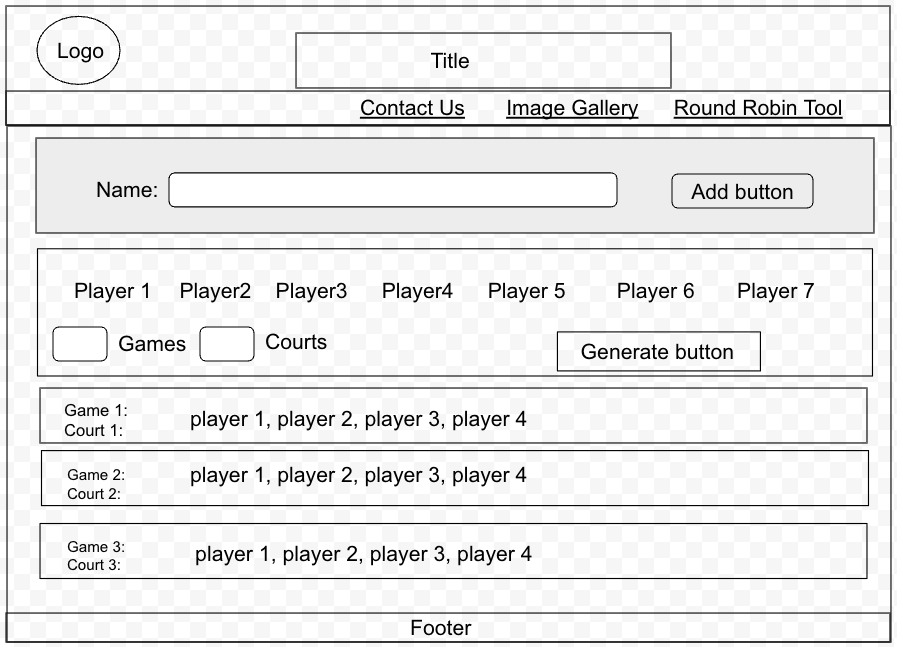 Logo
Title
Contact Us Image Gallery Round Robin Tool
Name: Add button
Player 1 Player2 Player3 Player4 Player 5 Player 6 Player 7
Games Courts Generate button
Game 1:
Court 1:
player 1, player 2, player 3, player 4
Game 2:
Court 2:
player 1, player 2, player 3, player 4
Game 3:
Court 3:
player 1, player 2, player 3, player 4
Footer